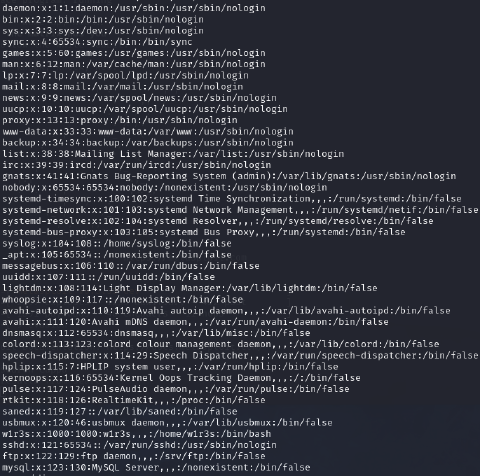 daemon:x:1:1:daemon:/usr/sbin:/usr/sbin/nologin
bin:x:2:2:bin:/bin:/usr/sbin/nologin
sys:x:3:3:sys:/dev:/usr/sbin/nologin
sync:x:4:65534:sync:/bin:/bin/sync
games:x:5:60:games:/usr/games:/usr/sbin/nologin
man:x:6:12:man:/var/cache/man:/usr/sbin/nologin
lp:x:7:7:lp:/var/spool/lpd:/usr/sbin/nologin
mail:x:8:8:mail:/var/mail:/usr/sbin/nologin
news:x:9:9:news:/var/spool/news:/usr/sbin/nologin
uucp:x:10:10:uucp:/var/spool/uucp:/usr/sbin/nologin
proxy:x:13:13:proxy:/bin:/usr/sbin/nologin
www-data:x:33:33:www-data:/var/www:/usr/sbin/nologin
backup:x:34:34:backup:/var/backups:/usr/sbin/nologin
list:x:38:38:Mailing List Manager:/var/list:/usr/sbin/nologin
irc:x:39:39:ircd:/var/run/ircd:/usr/sbin/nologin
gnats:x:41:41:Gnats Bug-Reporting System (admin):/var/lib/gnats:/usr/sbin/nologin
nobody:x:65534:65534:nobody:/nonexistent:/usr/sbin/nologin
systemd-timesync:x:100:102:systemd Time Synchronization,,,:/run/systemd:/bin/false
systemd-network:x:101:103:systemd Network Management,,,:/run/systemd/netif:/bin/false
systemd-resolve:x:102:104:systemd Resolver,,,:/run/systemd/resolve:/bin/false
systemd-bus-proxy:x:103:105:systemd Bus Proxy,,,:/run/systemd:/bin/false
syslog:x:104:108::/home/syslog:/bin/false
_apt:x:105:65534::/nonexistent:/bin/false
messagebus:x:106:110::/var/run/dbus:/bin/false
uuidd:x:107:111::/run/uuidd:/bin/false
lightdm:x:108:114:Light Display Manager:/var/lib/lightdm:/bin/false
whoopsie:x:109:117::/nonexistent:/bin/false
avahi-autoipd:x:110:119:Avahi autoip daemon,,,:/var/lib/avahi-autoipd:/bin/false
avahi:x:111:120:Avahi mDNS daemon,,,:/var/run/avahi-daemon:/bin/false
dnsmasq:x:112:65534:dnsmasq,,,:/var/lib/misc:/bin/false
colord:x:113:123:colord colour management daemon,,,:/var/lib/colord:/bin/false
speech-dispatcher:x:114:29:Speech Dispatcher,,,:/var/run/speech-dispatcher:/bin/false
hplip:x:115:7:HPLIP system user,,,:/var/run/hplip:/bin/false
kernoops:x:116:65534:Kernel Oops Tracking Daemon,,,:/:/bin/false
pulse:x:117:124:PulseAudio daemon,,,:/var/run/pulse:/bin/false
rtkit:x:118:126:RealtimeKit,,,:/proc:/bin/false
saned:x:119:127::/var/lib/saned:/bin/false
usbmux:x:120:46:usbmux daemon,,,:/var/lib/usbmux:/bin/false
w1r3s:x:1000:1000:w1r3s,,,:/home/w1r3s:/bin/bash
sshd:x:121:65534::/var/run/sshd:/usr/sbin/nologin
ftp:x:122:129:ftp daemon,,,:/srv/ftp:/bin/false
mysql:x:123:130:MySQL Server,,,:/nonexistent:/bin/false